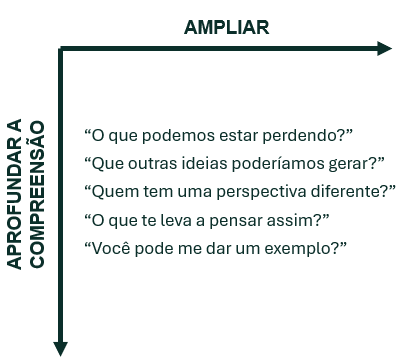 AMPLIAR
APROFUNDAR A
COMPREENSÃO
“O que podemos estar perdendo?”
“Que outras ideias poderíamos gerar?”
“Quem tem uma perspectiva diferente?”
“O que te leva a pensar assim?”
“Você pode me dar um exemplo?”